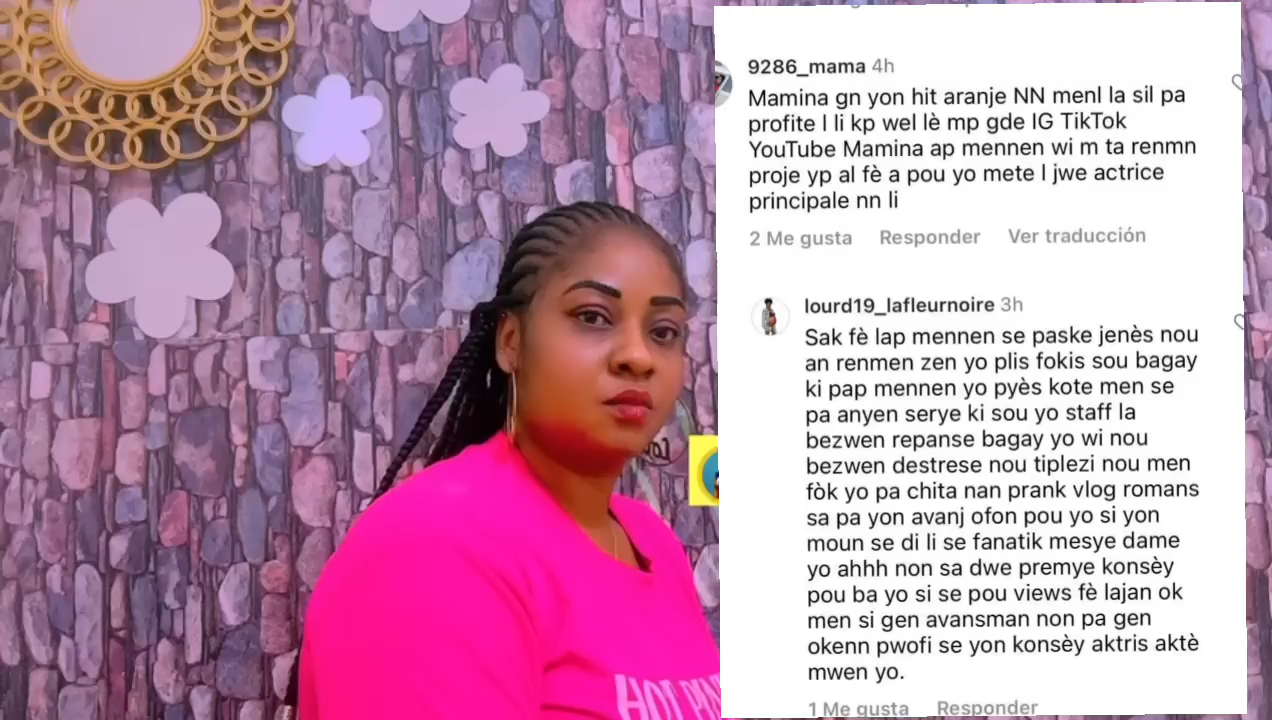 9286_mama 4h
Mamina gn yon hit aranje NN menl la sil pa
profite l li kp wel lè mp gde IG TikTok
YouTube Mamina ap mennen wi m ta renmn
proje yp al fè a pou yo mete l jwe actrice
principale nn li
2 Me gusta Responder Ver traducción
lourd19_lafleurnoire 3h
Sak fè lap mennen se paske jenès nou
an renmen zen yo plis fokis sou bagay
ki pap mennen yo pyès kote men se
pa anyen serye ki sou yo staff la
bezwen repanse bagay yo wi nou
bezwen destrese nou tiplezi nou men
fòk yo pa chita nan prank vlog romans
sa pa yon avanj ofon pou yo si yon
moun se di li se fanatik mesye dame
yo ahhh non sa dwe premye konsèy
pou ba yo si se pou views fè lajan ok
men si gen avansman non pa gen
okenn pwofi se yon konsèy aktris aktè
mwen yo.
1 Me gusta Responder
HOT PIN